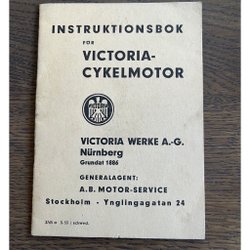 INSTRUKTIONSBOK
FÖR
VICTORIA-
CYKELMOTOR
VICTORIA WERKE A.-G.
Nürnberg
Grundat 1886
GENERALAGENT:
A.B. MOTOR-SERVICE
Stockholm - Ynglingagatan 24